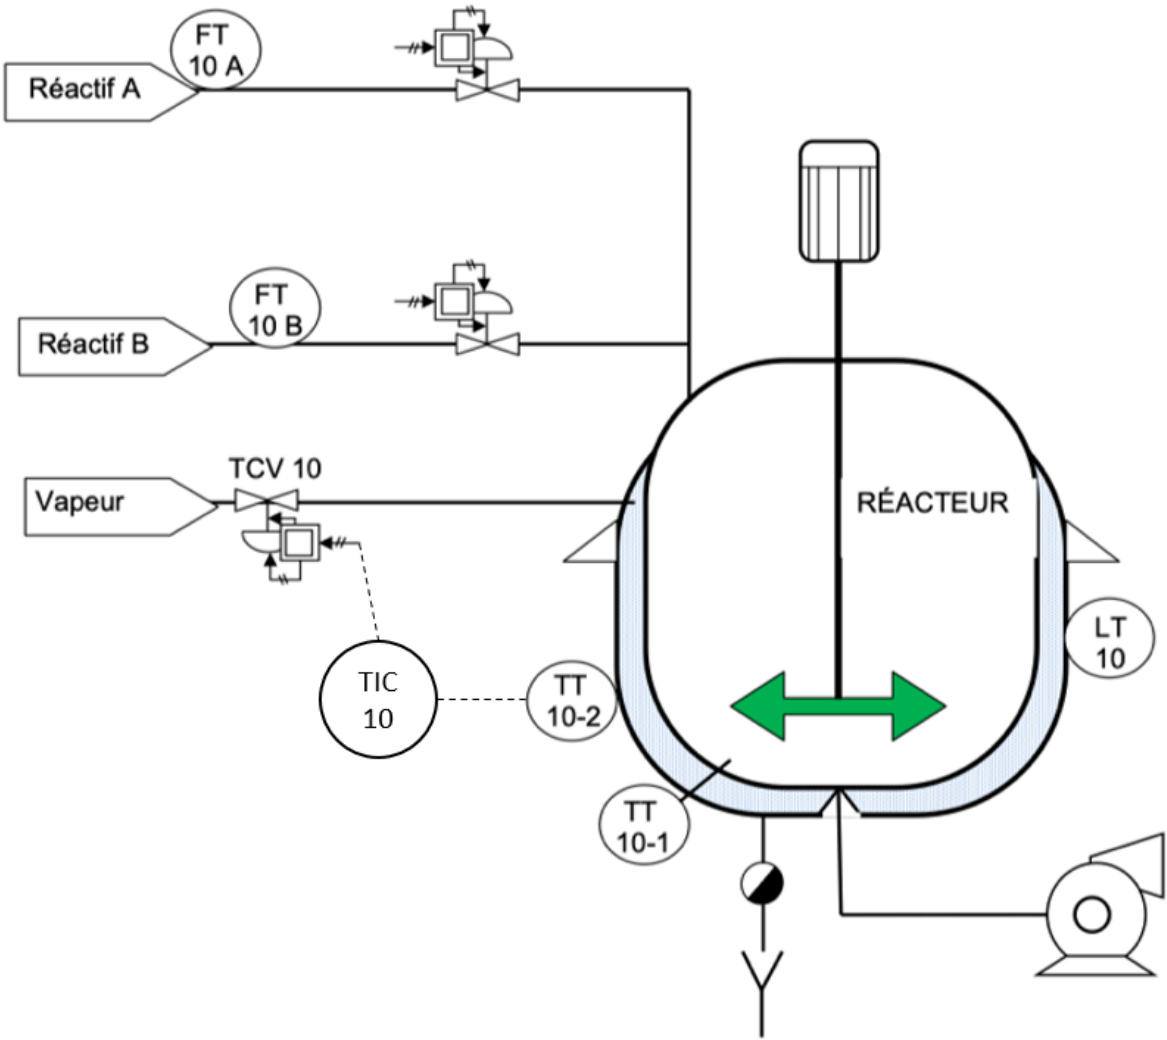 FT
10 A
Réactif A
FT
10 B
Réactif B
TCV 10
Vapeur
RÉACTEUR
LT
10
TIC
10
TT
10-2
TT
10-1